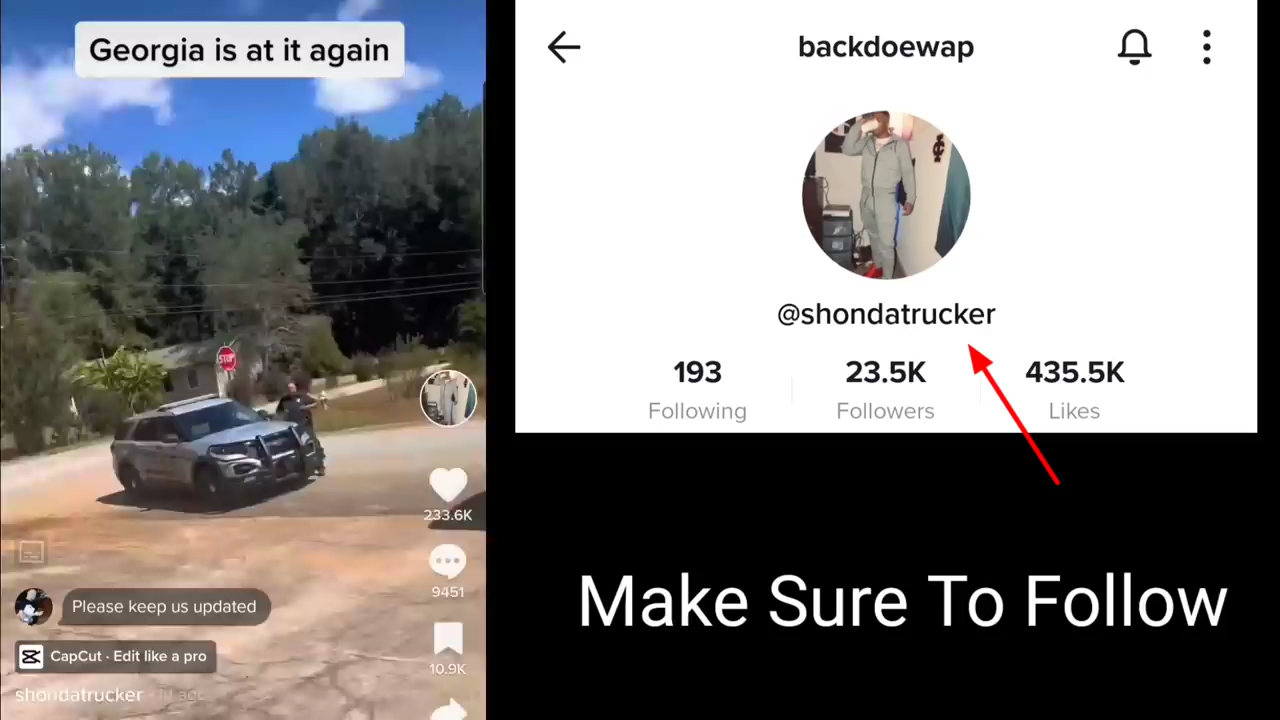 Georgia is at it again
STOP
233.6K
9451
Please keep us updated
CapCut · Edit like a pro
10.9K
shondatrucker
backdoewap
@shondatrucker
193 23.5K 435.5K
Following Followers Likes
Make Sure To Follow